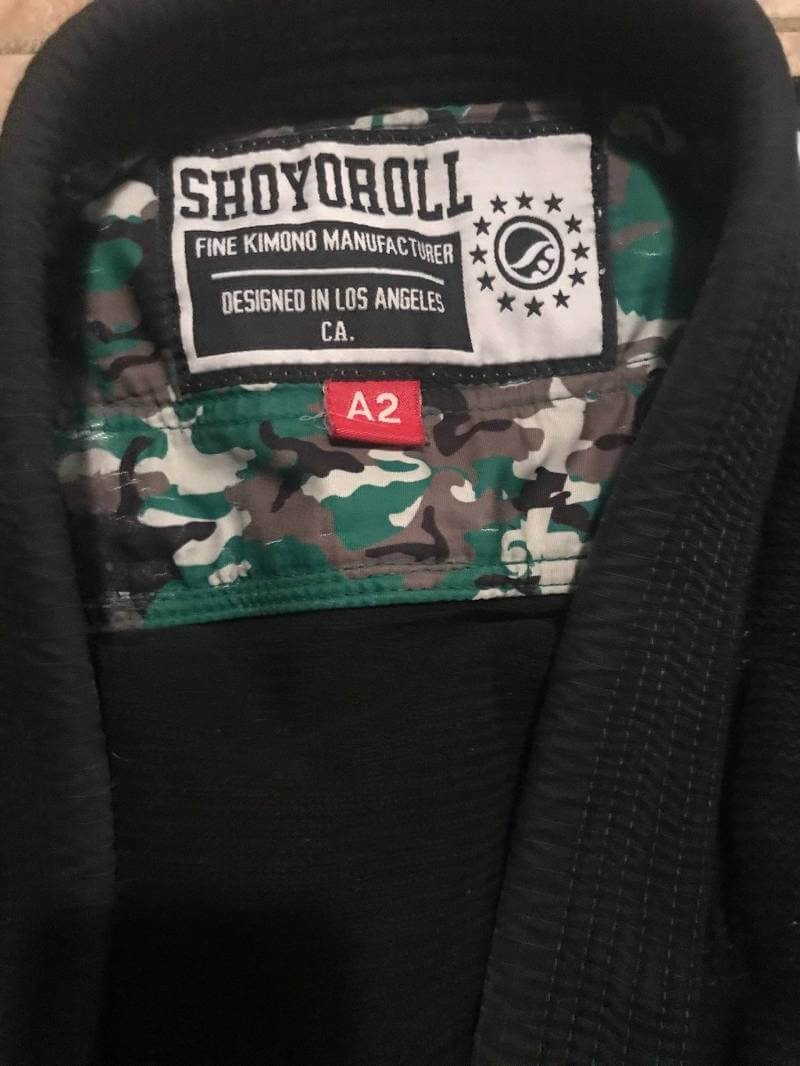 SHOYOROLL
FINE KIMONO MANUFACTURER
DESIGNED IN LOS ANGELES
CA.
A2